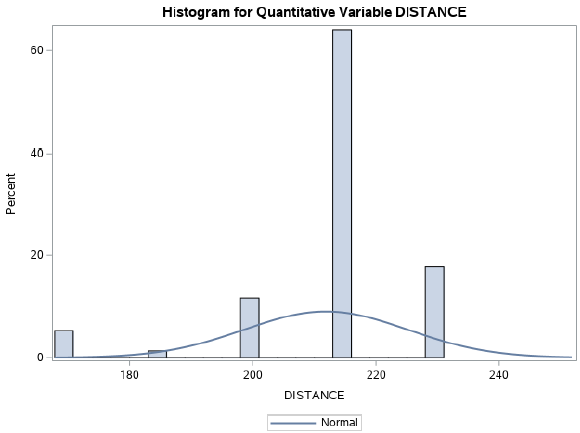 Histogram for Quantitative Variable DISTANCE
60
40
20
0
Percent
180 200 220 240
DISTANCE
Normal